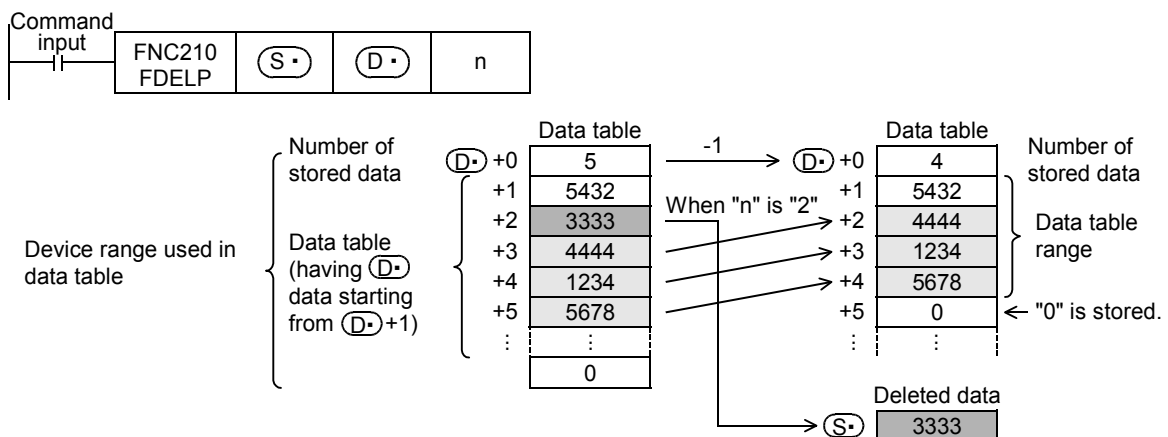 Command
input
FNC210
FDELP
S·
D·
n
Data table
Data table
Number of
stored data
D· +0
5
-1
D· +0
4
Number of
stored data
+1
5432
+1
5432
+2
3333
When "n" is "2"
+2
4444
Device range used in
data table
Data table
(having D·
data starting
from D·+1)
+3
4444
+3
1234
Data table
range
+4
1234
+4
5678
+5
5678
+5
0
"0" is stored.
⋮
⋮
⋮
⋮
0
Deleted data
S·
3333